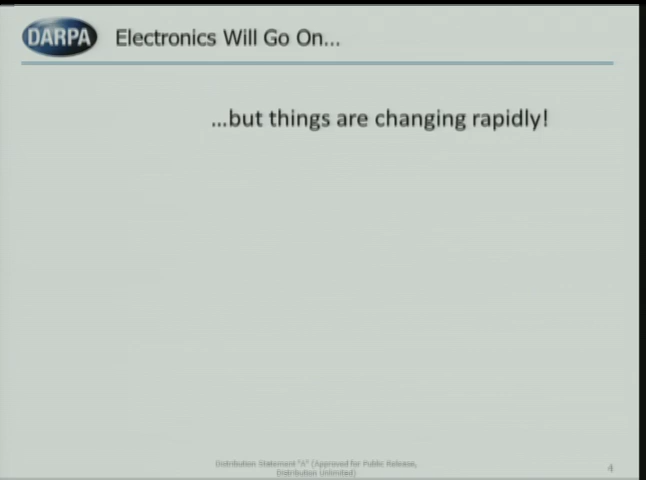 DARPA
Electronics Will Go On...
...but things are changing rapidly!
Distribution Statement "A" (Approved for Public Release,
Distribution Unlimited)
4